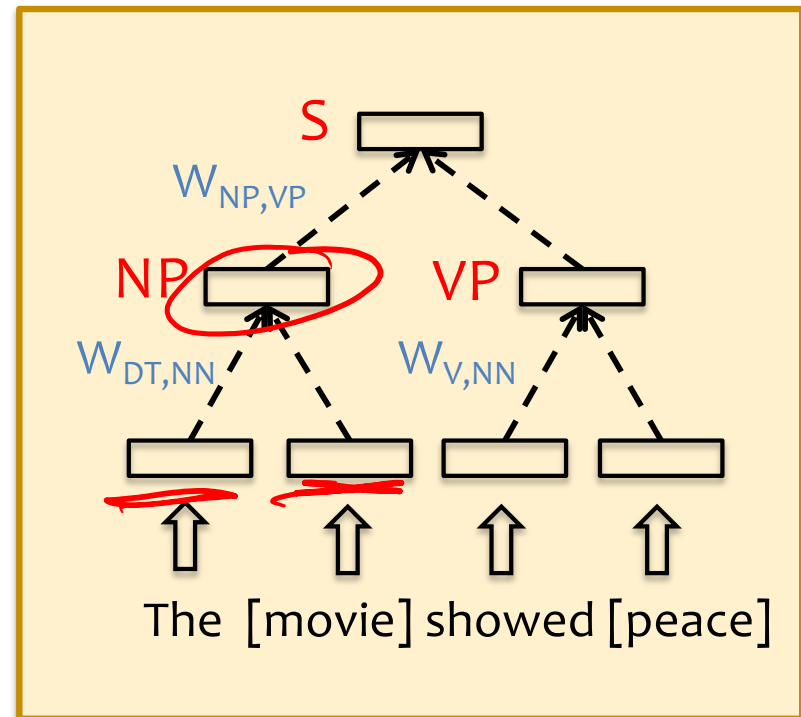 S
W_NP,VP
NP VP
W_DT,NN W_V,NN
The [movie] showed [peace]